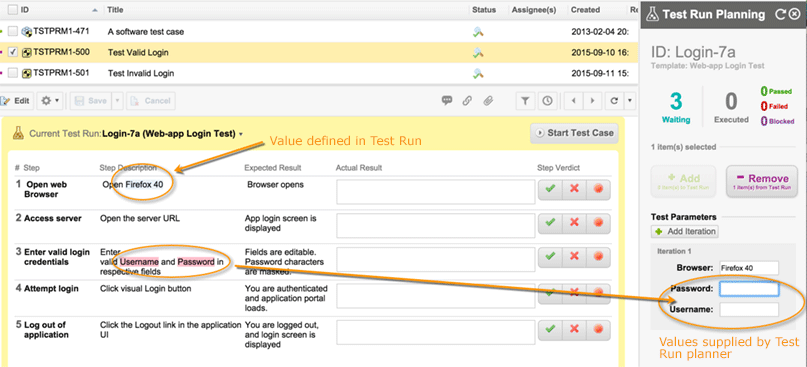 ID Title Status Assignee(s) Created Re
TSTPRM1-471 A software test case 2013-02-04 20:
TSTPRM1-500 Test Valid Login 2015-09-10 16:
TSTPRM1-501 Test Invalid Login 2015-09-11 15:
Edit Save Cancel
Current Test Run: Login-7a (Web-app Login Test)
Value defined in Test Run
Start Test Case
# Step Step Description Expected Result Actual Result Step Verdict
1 Open web Open Firefox 40 Browser opens
Browser
2 Access server Open the server URL App login screen is
displayed
3 Enter valid login Enter Fields are editable.
credentials valid Username and Password in Password characters
respective fields are masked.
4 Attempt login Click visual Login button You are authenticated
and application portal
loads.
5 Log out of Click the Logout link in the application You are logged out,
application UI and login screen is
displayed
Test Run Planning
ID: Login-7a
Template: Web-app Login Test
3 0 0 Passed
Waiting Executed 0 Failed
0 Blocked
1 item(s) selected
+ Add - Remove
1 item(s) from Test Run
Test Parameters
Add Iteration
Iteration 1
Browser: Firefox 40
Password:
Username:
Values supplied by Test
Run planner